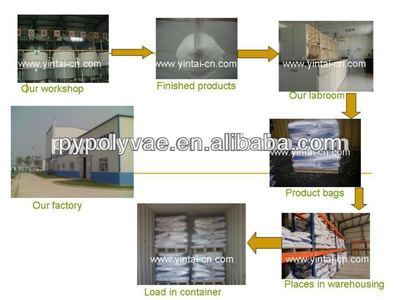 www.yintai-cn.com
www.yintai-cn.com
www.yintai-cn.com
Our workshop
Finished products
Our labroom
pypolyvae.en.alibaba.com
www.yintai-cn.com
Product bags
Our factory
www.yintai-cn.com
www.yintai-cn.com
Load in container
Places in warehousing